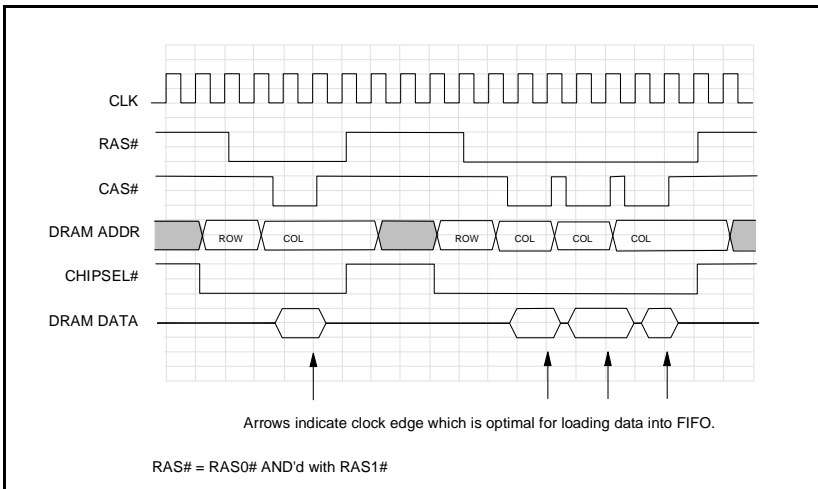 CLK
RAS#
CAS#
DRAM ADDR
ROW COL ROW COL COL COL
CHIPSEL#
DRAM DATA
Arrows indicate clock edge which is optimal for loading data into FIFO.
RAS# = RAS0# AND'd with RAS1#